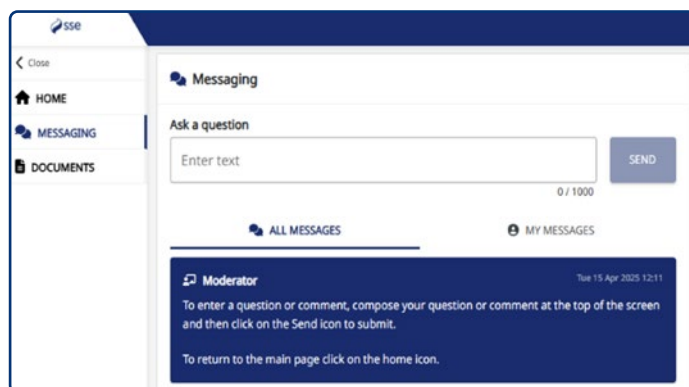 sse
Close
HOME
MESSAGING
DOCUMENTS
Messaging
Ask a question
Enter text
SEND
0 / 1000
ALL MESSAGES
MY MESSAGES
Moderator
Tue 15 Apr 2025 12:11
To enter a question or comment, compose your question or comment at the top of the screen
and then click on the Send icon to submit.
To return to the main page click on the home icon.